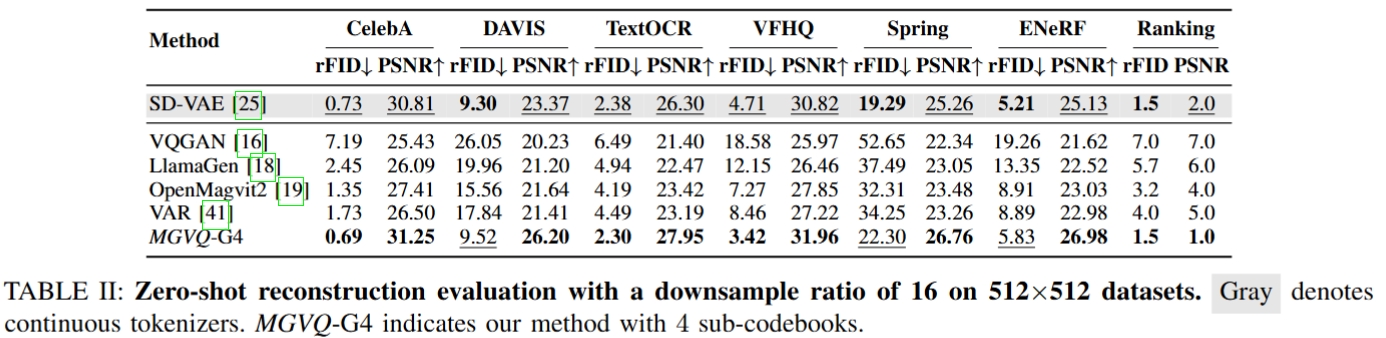 Method CelebA DAVIS TextOCR VFHQ Spring ENeRF Ranking
rFID↓ PSNR↑ rFID↓ PSNR↑ rFID↓ PSNR↑ rFID↓ PSNR↑ rFID↓ PSNR↑ rFID↓ PSNR↑ rFID PSNR
SD-VAE [25] 0.73 30.81 9.30 23.37 2.38 26.30 4.71 30.82 19.29 25.26 5.21 25.13 1.5 2.0
VQGAN [16] 7.19 25.43 26.05 20.23 6.49 21.40 18.58 25.97 52.65 22.34 19.26 21.62 7.0 7.0
LlamaGen [18] 2.45 26.09 19.96 21.20 4.94 22.47 12.15 26.46 37.49 23.05 13.35 22.52 5.7 6.0
OpenMagvit2 [19] 1.35 27.41 15.56 21.64 4.19 23.42 7.27 27.85 32.31 23.48 8.91 23.03 3.2 4.0
VAR [41] 1.73 26.50 17.84 21.41 4.49 23.19 8.46 27.22 34.25 23.26 8.89 22.98 4.0 5.0
MGVQ-G4 0.69 31.25 9.52 26.20 2.30 27.95 3.42 31.96 22.30 26.76 5.83 26.98 1.5 1.0
TABLE II: Zero-shot reconstruction evaluation with a downsample ratio of 16 on 512×512 datasets. Gray denotes
continuous tokenizers. MGVQ-G4 indicates our method with 4 sub-codebooks.